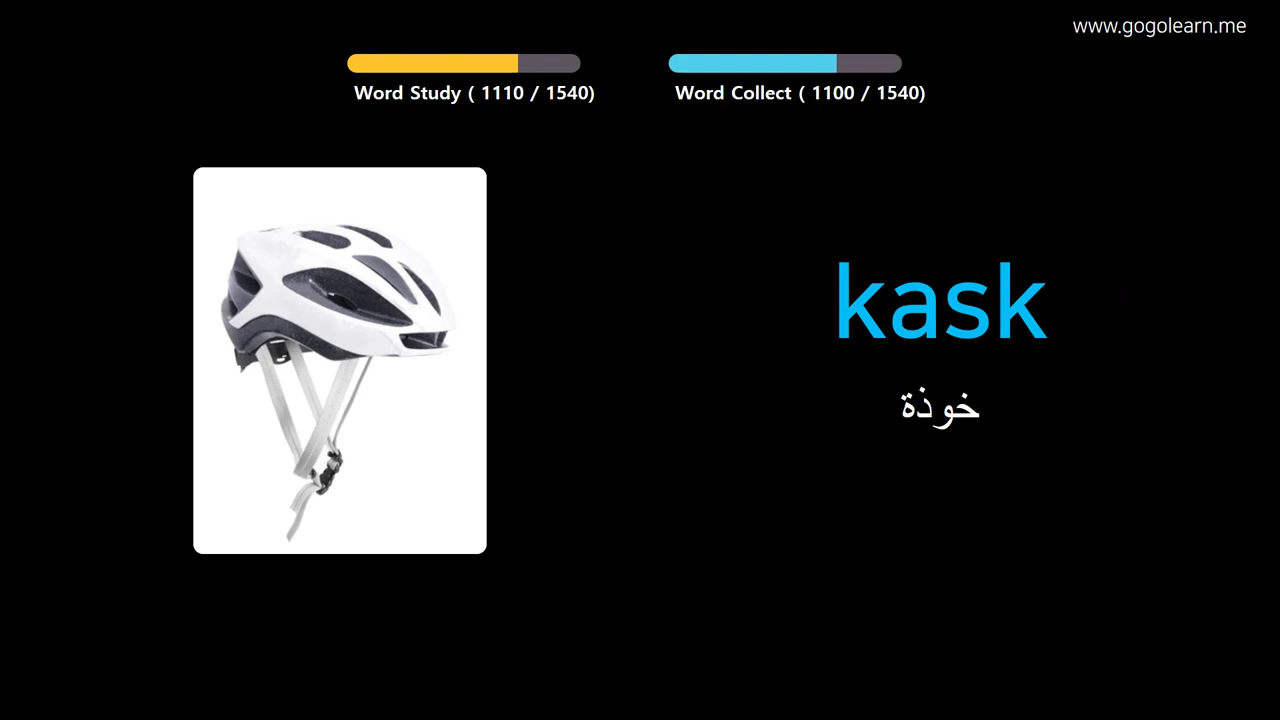 www.gogolearn.me
Word Study ( 1110 / 1540)
Word Collect ( 1100 / 1540)
kask
خوذة